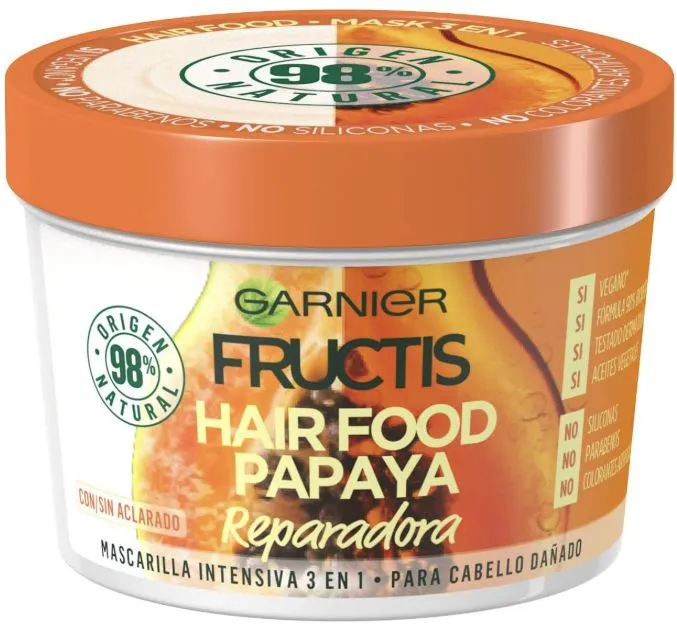 HAIR FOOD • MASK 3 EN 1
ORIGEN
98%
NATURAL
NO PARABENOS • NO SILICONAS • NO COLORANTES ARTIFICIALES
GARNIER
FRUCTIS
HAIR FOOD
PAPAYA
Reparadora
ORIGEN
98%
NATURAL
CON/SIN ACLARADO
MASCARILLA INTENSIVA 3 EN 1 • PARA CABELLO DAÑADO
SI VEGANO*
SI FÓRMULA 98%
SI TESTADO
SI ACEITES
NO SILICONAS
NO PARABENOS
NO COLORANTES